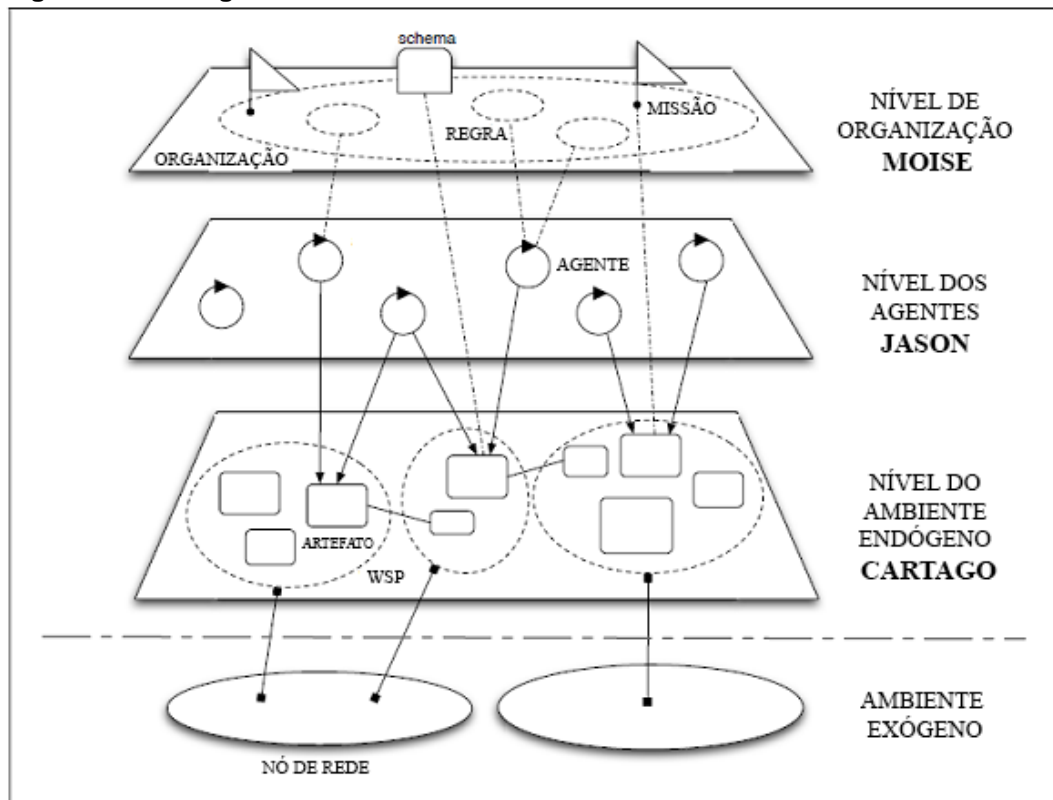 schema
MISSÃO
REGRA
ORGANIZAÇÃO
NÍVEL DE
ORGANIZAÇÃO
MOISE
AGENTE
NÍVEL DOS
AGENTES
JASON
ARTEFATO
WSP
NÍVEL DO
AMBIENTE
ENDÓGENO
CARTAGO
NÓ DE REDE
AMBIENTE
EXÓGENO